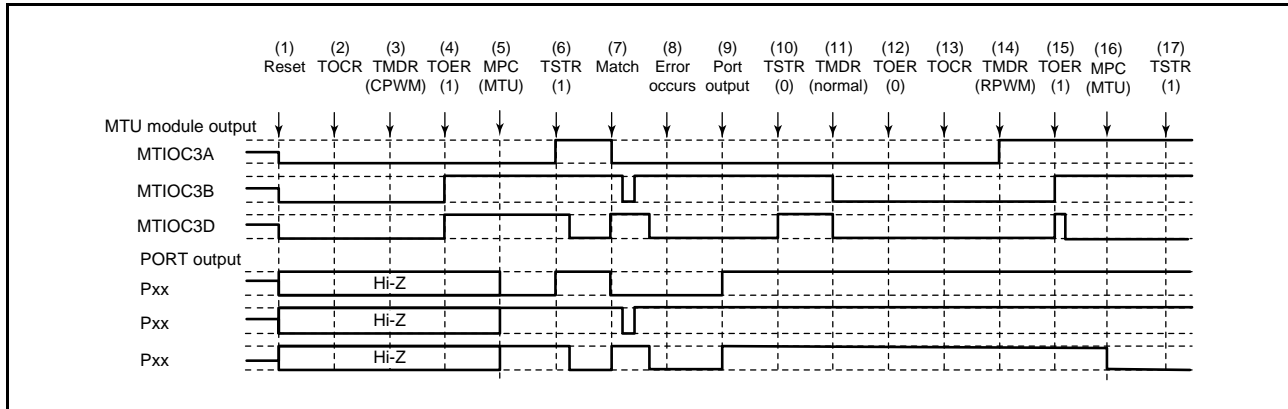 (1) (2) (3) (4) (5) (6) (7) (8) (9) (10) (11) (12) (13) (14) (15) (16) (17)
Reset TOCR TMDR TOER MPC TSTR Match Error Port TSTR TMDR TOER TOCR TMDR TOER MPC TSTR
(CPWM) (1) (MTU) (1) occurs output (0) (normal) (0) (RPWM) (1) (MTU) (1)
MTU module output
MTIOC3A
MTIOC3B
MTIOC3D
PORT output
Pxx Hi-Z
Pxx Hi-Z
Pxx Hi-Z